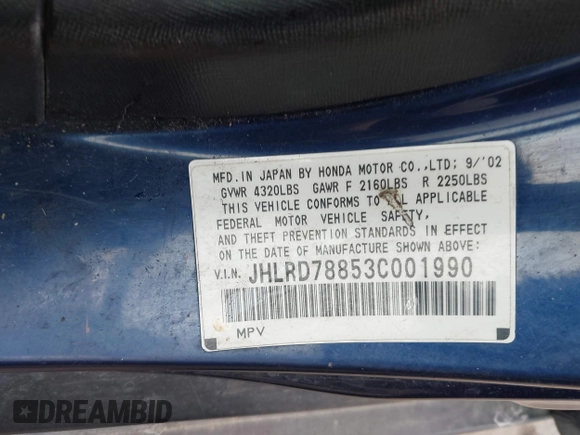 MFD.IN JAPAN BY HONDA MOTOR CO.,LTD: 9/'02
GVWR 4320LBS GAWR F 2160LBS R 2250LBS
THIS VEHICLE CONFORMS TO ALL APPLICABLE
FEDERAL MOTOR VEHICLE SAFETY,
AND THEFT PREVENTION STANDARDS IN EFFECT
ON THE DATE OF MANUFACTURE SHOWN ABOVE:
V.I.N. JHLRD78853C001990
MPV
DREAMBID